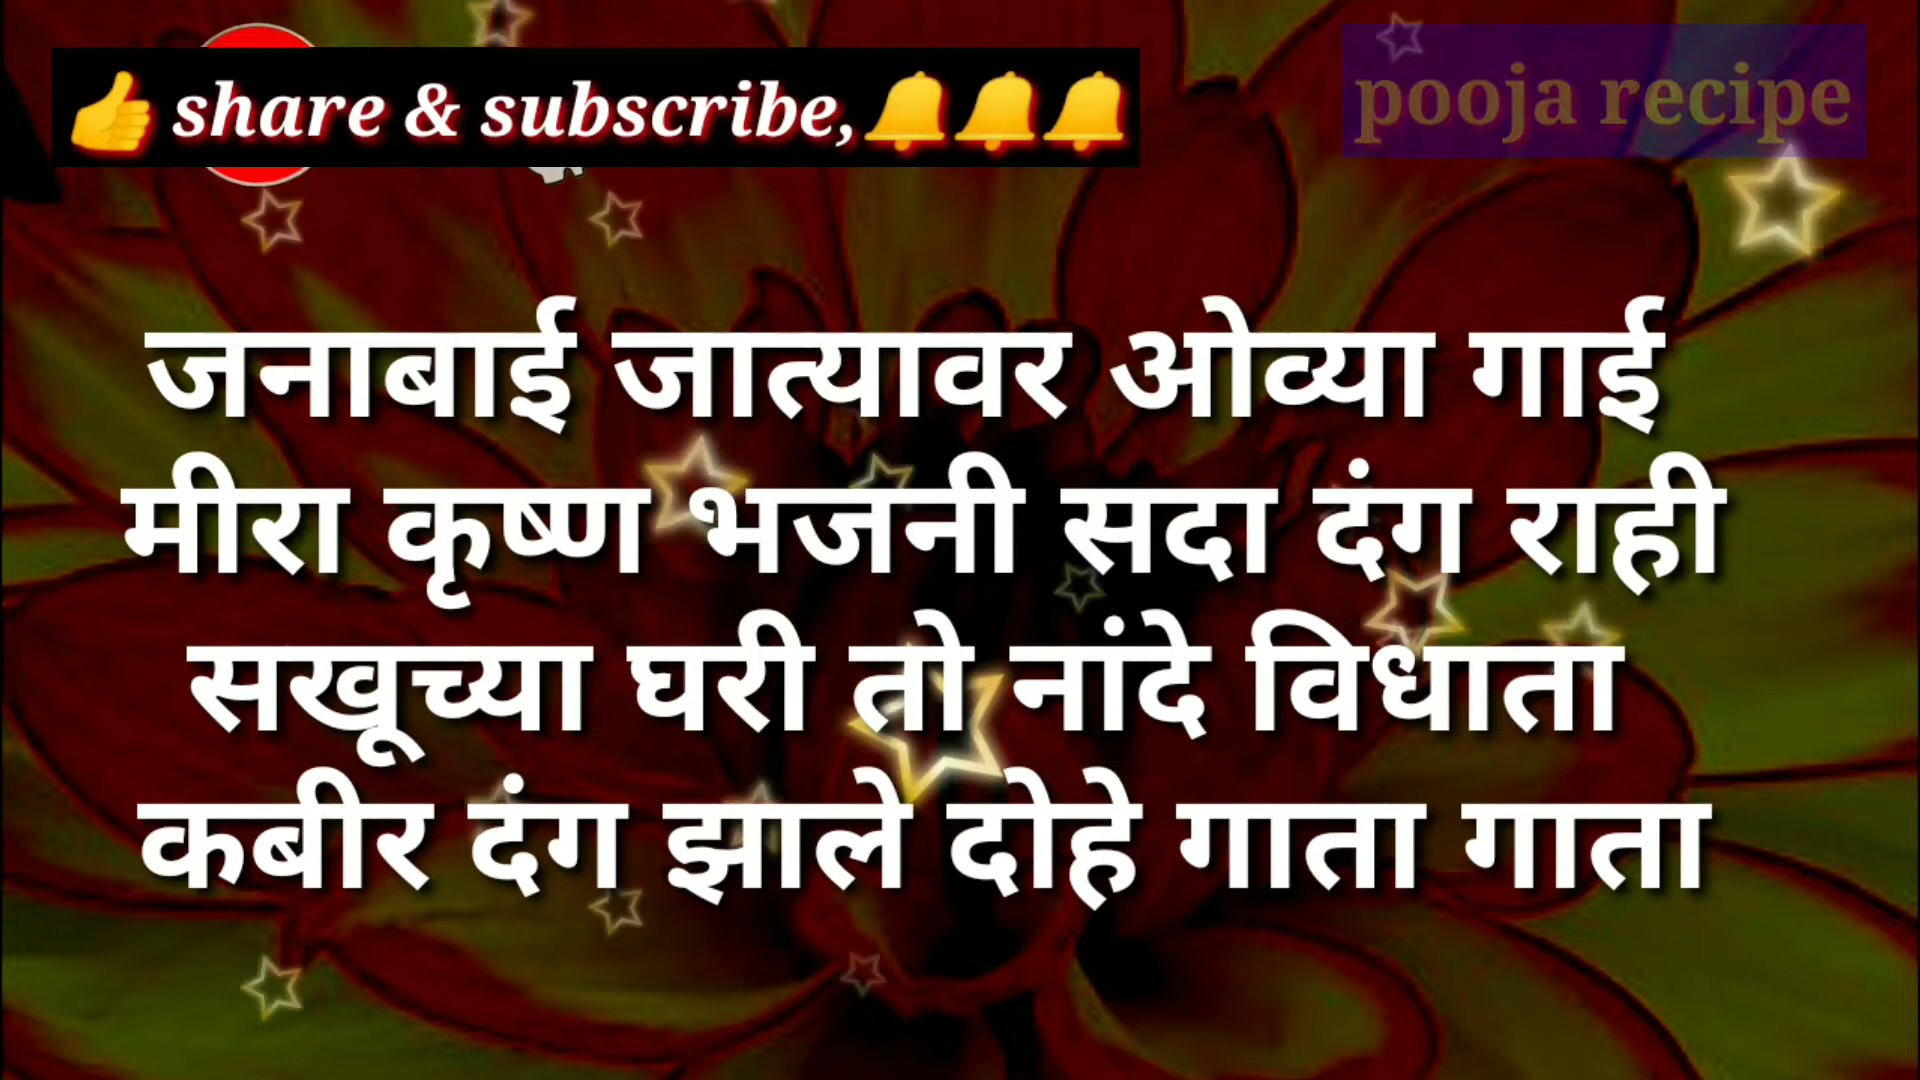 👍 share & subscribe,🔔🔔🔔
pooja recipe
जनाबाई जात्यावर ओव्या गाई
मीरा कृष्ण भजनी सदा दंग राही
सखूच्या घरी तो नांदे विधाता
कबीर दंग झाले दोहे गाता गाता